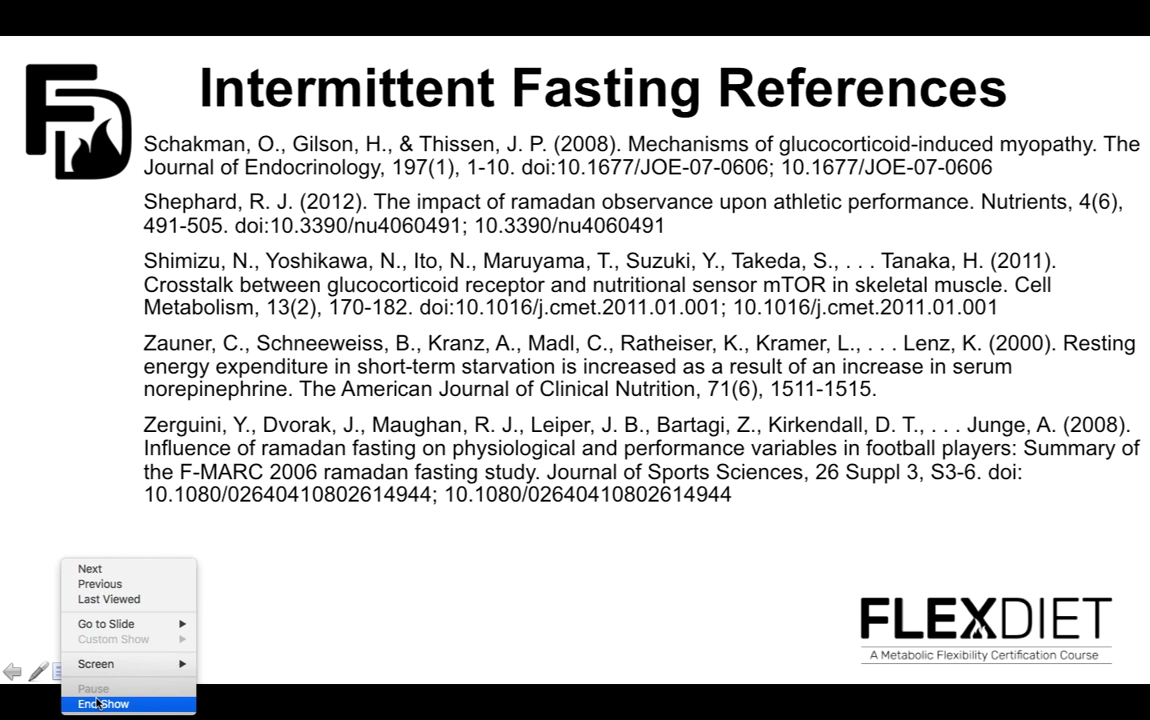 Intermittent Fasting References
Schakman, O., Gilson, H., & Thissen, J. P. (2008). Mechanisms of glucocorticoid-induced myopathy. The
Journal of Endocrinology, 197(1), 1-10. doi:10.1677/JOE-07-0606; 10.1677/JOE-07-0606
Shephard, R. J. (2012). The impact of ramadan observance upon athletic performance. Nutrients, 4(6),
491-505. doi:10.3390/nu4060491; 10.3390/nu4060491
Shimizu, N., Yoshikawa, N., Ito, N., Maruyama, T., Suzuki, Y., Takeda, S., . . . Tanaka, H. (2011).
Crosstalk between glucocorticoid receptor and nutritional sensor mTOR in skeletal muscle. Cell
Metabolism, 13(2), 170-182. doi:10.1016/j.cmet.2011.01.001; 10.1016/j.cmet.2011.01.001
Zauner, C., Schneeweiss, B., Kranz, A., Madl, C., Ratheiser, K., Kramer, L., . . . Lenz, K. (2000). Resting
energy expenditure in short-term starvation is increased as a result of an increase in serum
norepinephrine. The American Journal of Clinical Nutrition, 71(6), 1511-1515.
Zerguini, Y., Dvorak, J., Maughan, R. J., Leiper, J. B., Bartagi, Z., Kirkendall, D. T., . . . Junge, A. (2008).
Influence of ramadan fasting on physiological and performance variables in football players: Summary of
the F-MARC 2006 ramadan fasting study. Journal of Sports Sciences, 26 Suppl 3, S3-6. doi:
10.1080/02640410802614944; 10.1080/02640410802614944
Next
Previous
Last Viewed
Go to Slide
Custom Show
Screen
Pause
End Show
FLEXDIET
A Metabolic Flexibility Certification Course